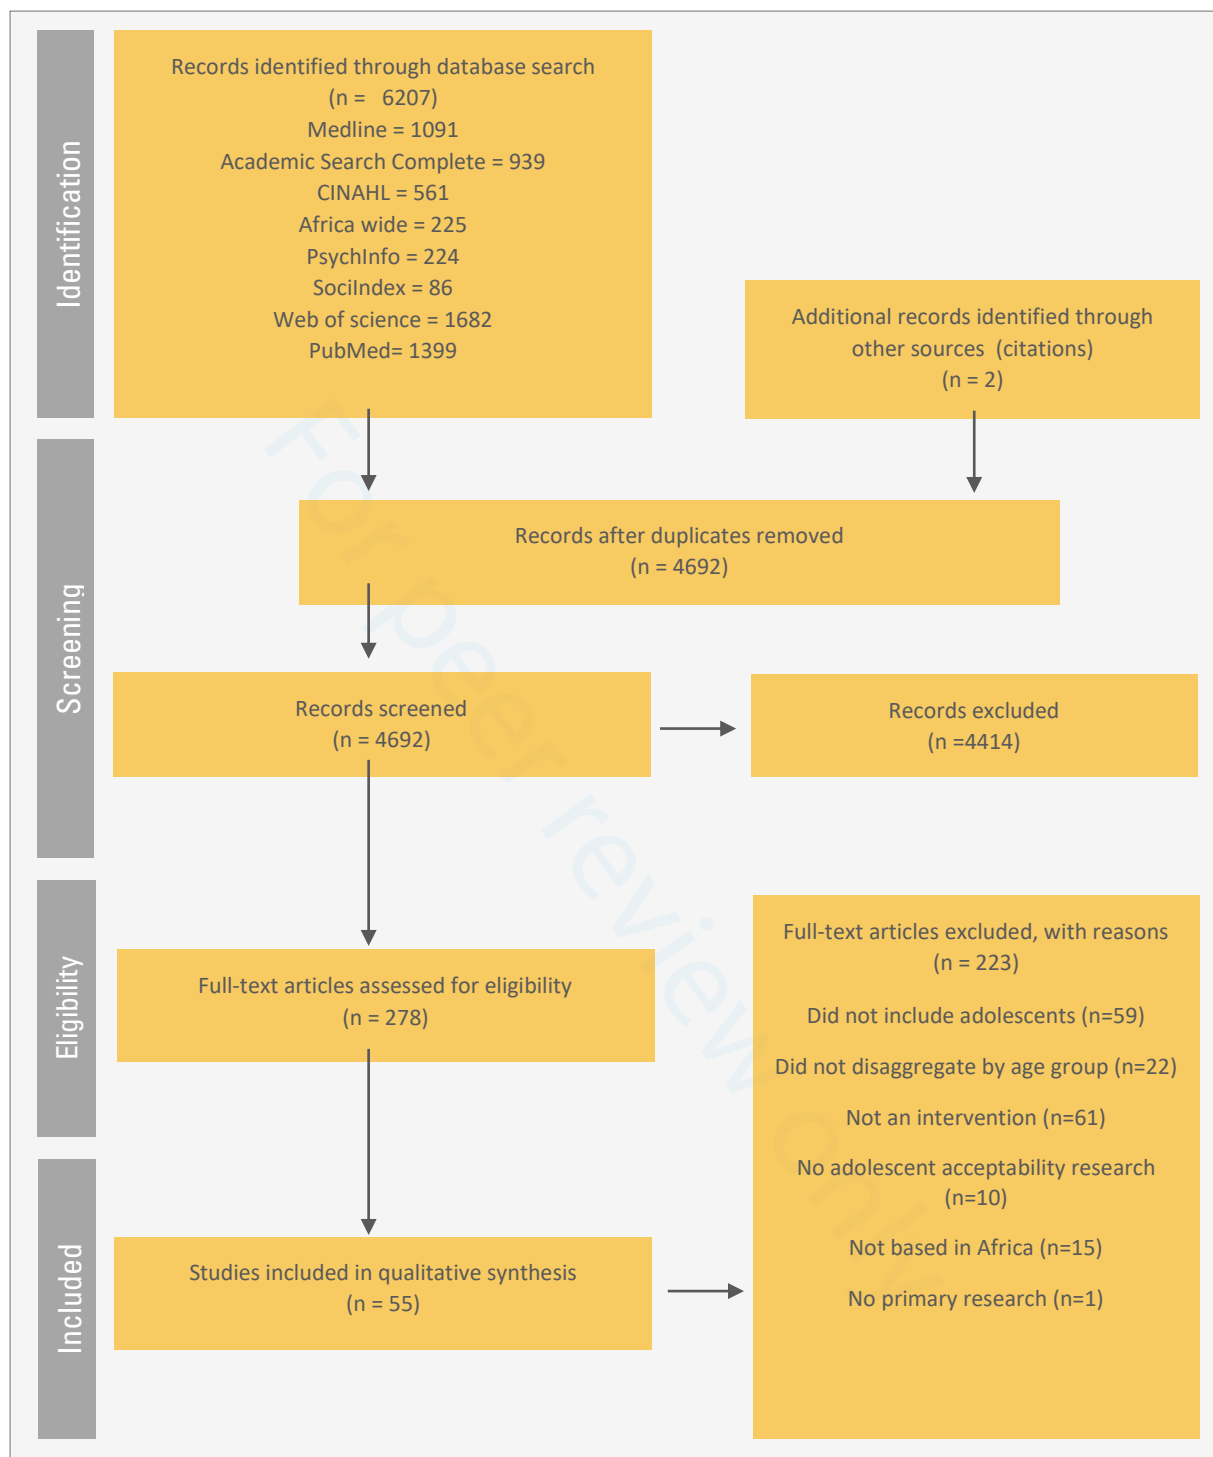 Identification
Records identified through database search
(n = 6207)
Medline = 1091
Academic Search Complete = 939
CINAHL = 561
Africa wide = 225
PsychInfo = 224
SociIndex = 86
Web of science = 1682
PubMed= 1399
Additional records identified through
other sources (citations)
(n = 2)
Screening
Records after duplicates removed
(n = 4692)
Records screened
(n = 4692)
Records excluded
(n =4414)
Eligibility
Full-text articles assessed for eligibility
(n = 278)
Full-text articles excluded, with reasons
(n = 223)
Did not include adolescents (n=59)
Did not disaggregate by age group (n=22)
Not an intervention (n=61)
No adolescent acceptability research
(n=10)
Not based in Africa (n=15)
No primary research (n=1)
Included
Studies included in qualitative synthesis
(n = 55)
For peer review only